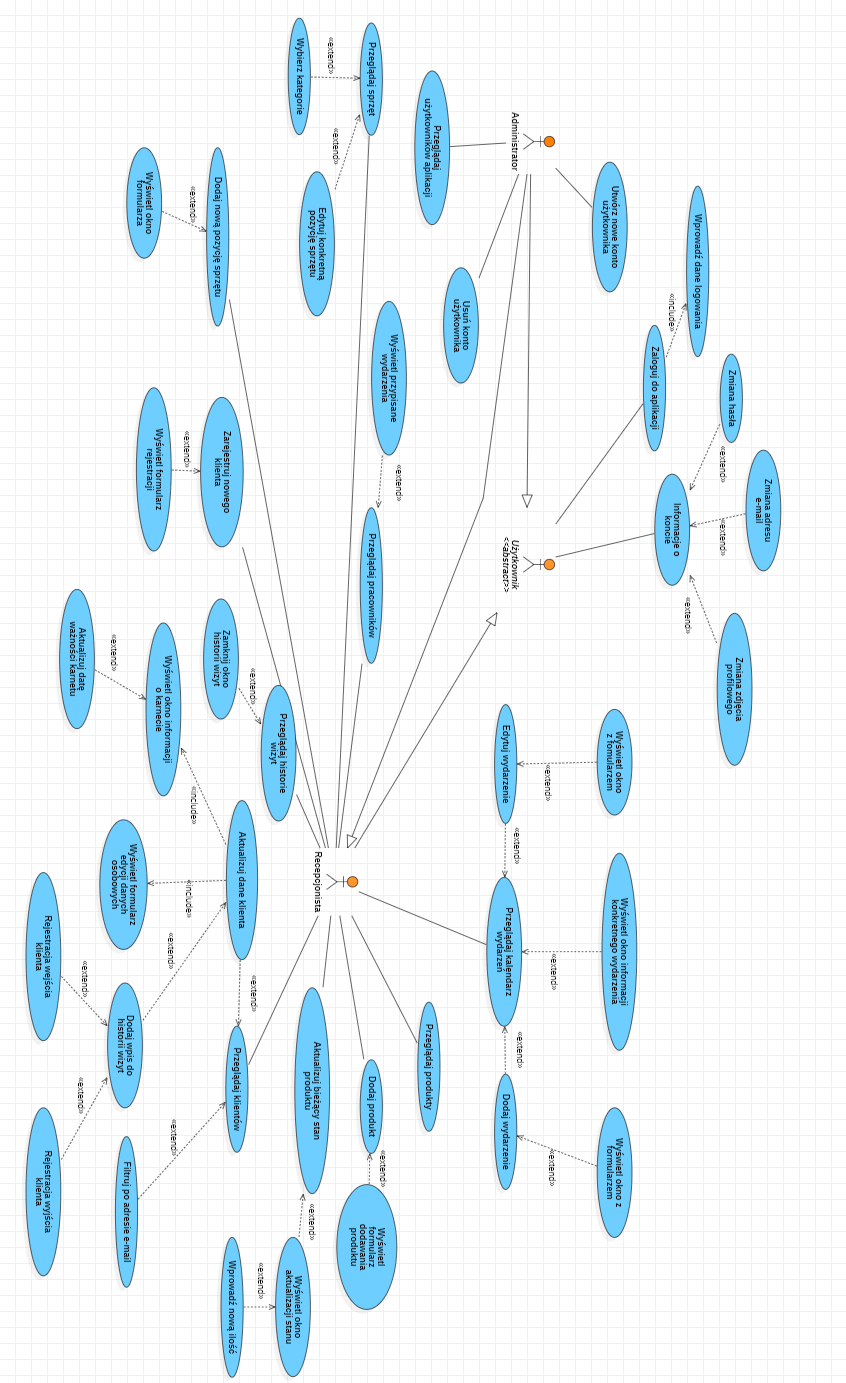 Zmiana adresu
e-mail
Zmiana hasła
Zmiana zdjęcia
profilowego
«extend»
«extend»
«extend»
Wprowadź dane logowania
«include»
Zaloguj do aplikacji
Informacje o
koncie
Utwórz nowe konto
użytkownika
Wyświetl okno
z fomularzem
Wyświetl okno informacji
konkretnego wydarzenia
Wyświetl okno z
formularzem
«extend»
«extend»
«extend»
Administrator
Użytkownik
<<abstract>>
Edytuj wydarzenie
«extend»
Przeglądaj kalendarz
wydarzeń
«extend»
Dodaj wydarzenie
Przeglądaj
użytkowników aplikacji
Usuń konto
użytkownika
Przeglądaj produkty
Wyświetl przypisane
wydarzenia
«extend»
Przeglądaj pracowników
Przeglądaj sprzęt
Dodaj produkt
«extend»
Wyświetl
formularz
dodawania
produktu
Recepcjonista
«extend»
«extend»
Wybierz kategorie
Edytuj konkretną
pozycję sprzętu
Aktualizuj bieżący stan
produktu
«extend»
Wyświetl okno
aktualizacji stanu
«extend»
Wprowadź nową ilość
Przeglądaj historie
wizyt
«extend»
Zamknij okno
historii wizyt
Dodaj nową pozycję sprzętu
«extend»
Wyświetl okno
formularza
Zarejestruj nowego
klienta
«extend»
Wyświetl formularz
rejestracji
Aktualizuj dane klienta
«extend»
Przeglądaj klientów
«include»
«include»
«extend»
«extend»
Wyświetl okno informacji
o karnecie
Wyświetl formularz
edycji danych
osobowych
Dodaj wpis do
historii wizyt
Filtruj po adresie e-mail
«extend»
«extend»
«extend»
Aktualizuj datę
ważności karnetu
Rejestracja wejścia
klienta
Rejestracja wyjścia
klienta